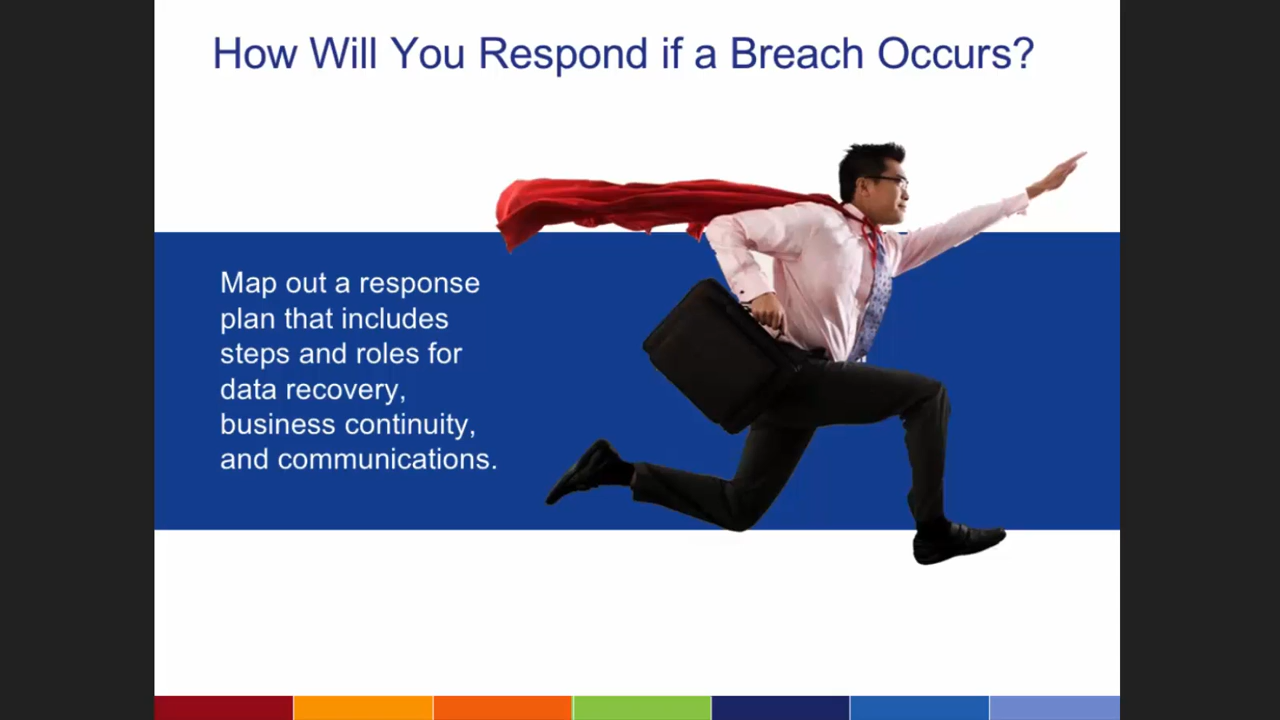 How Will You Respond if a Breach Occurs?
Map out a response
plan that includes
steps and roles for
data recovery,
business continuity,
and communications.